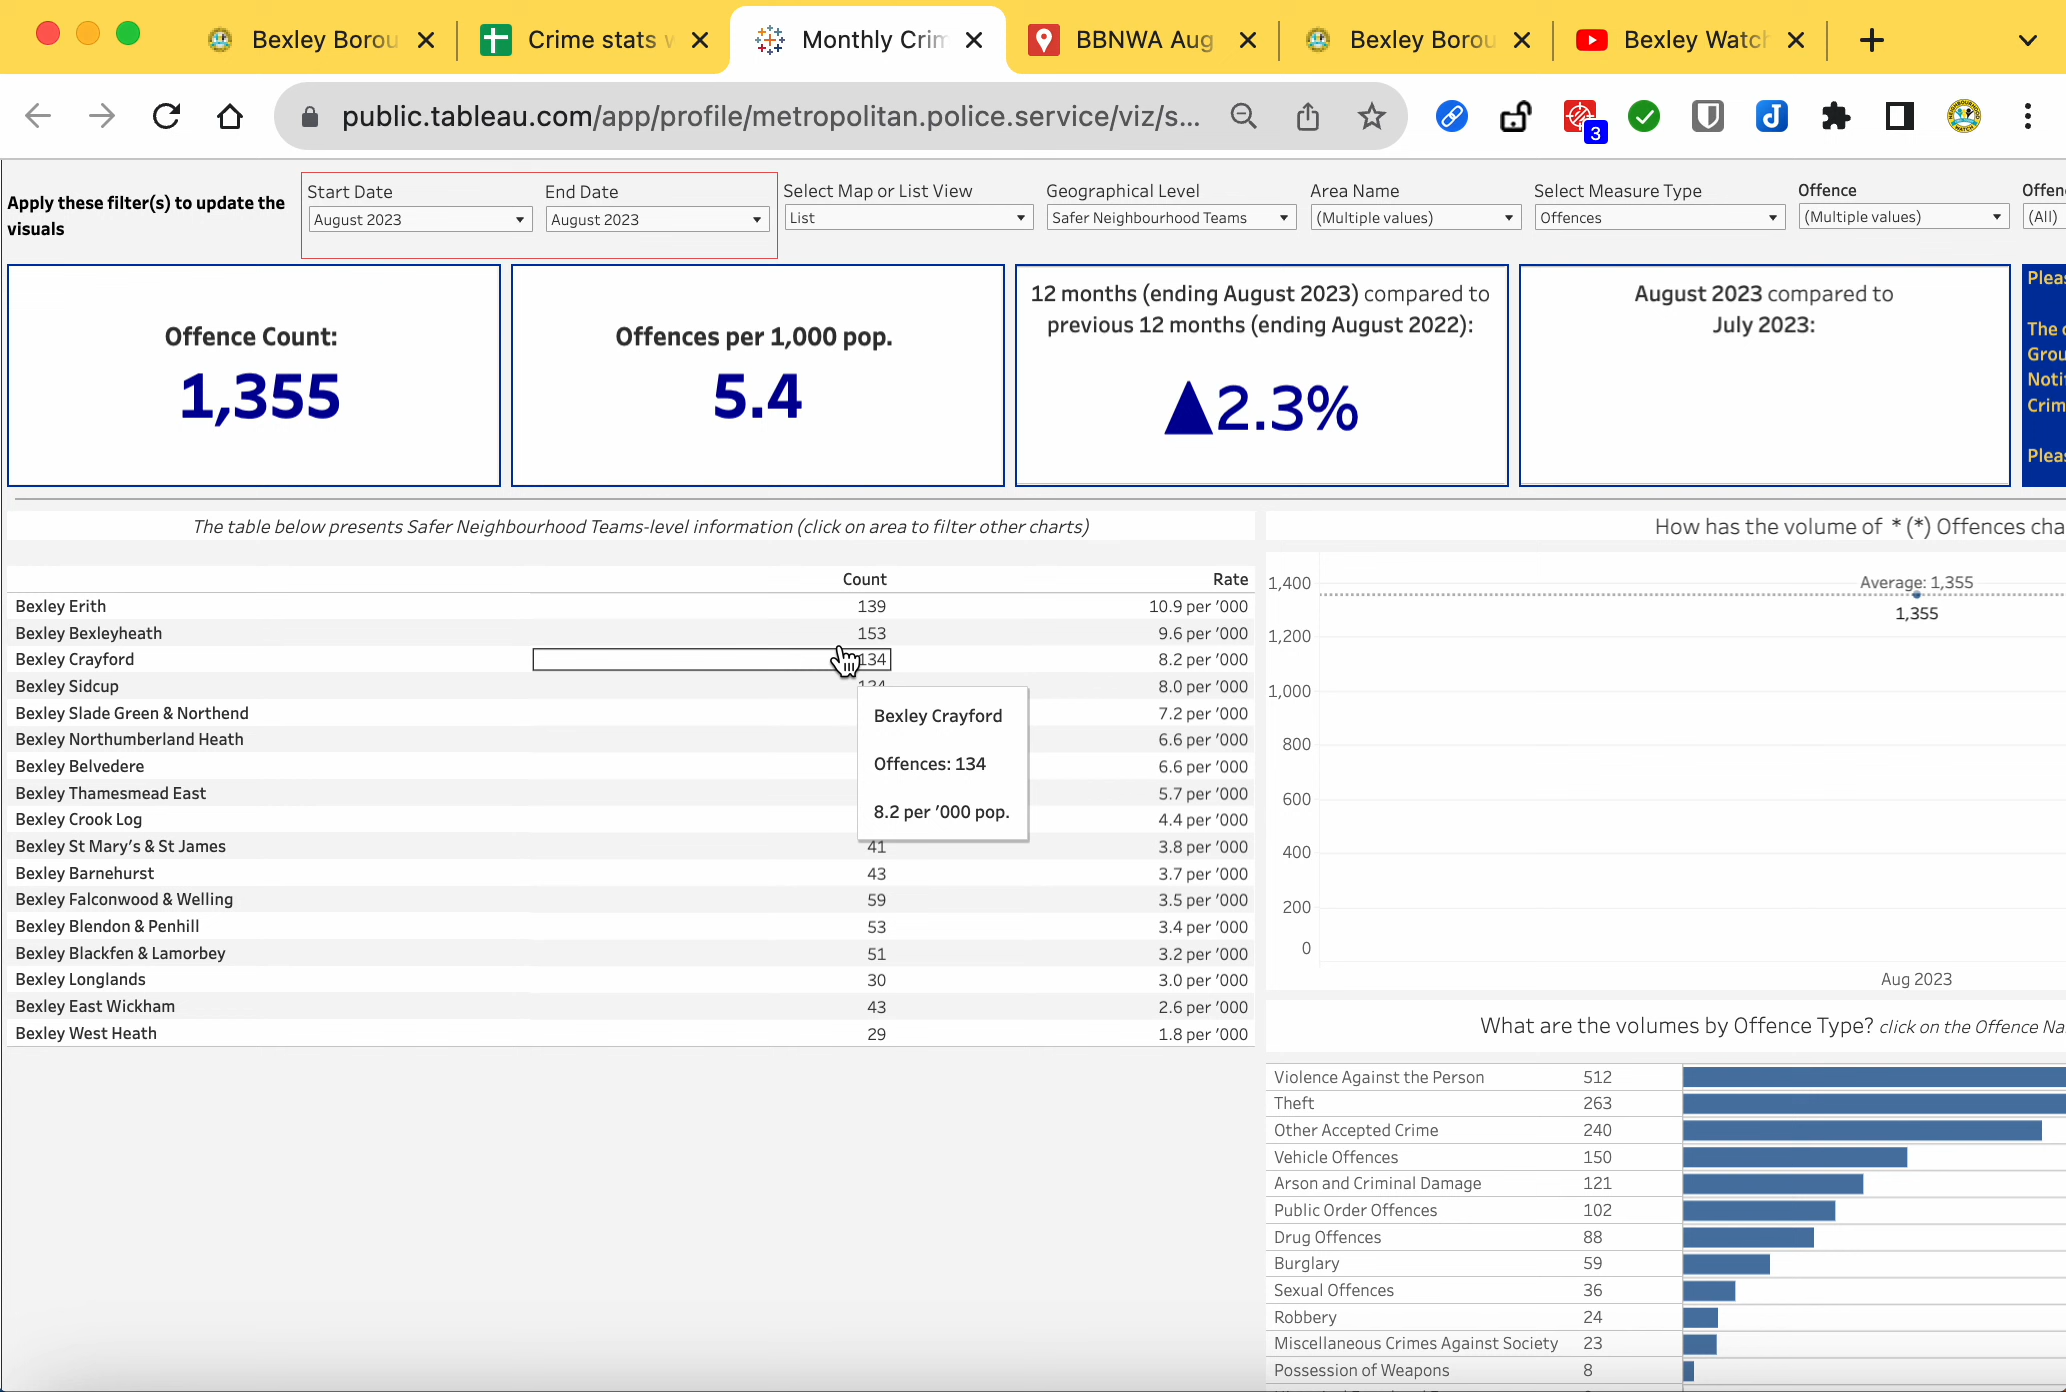 Bexley Borou
Crime stats v
Monthly Crim
BBNWA Aug
Bexley Borou
Bexley Watch
public.tableau.com/app/profile/metropolitan.police.service/viz/s...
3
Apply these filter(s) to update the
visuals
Start Date
August 2023
End Date
August 2023
Select Map or List View
List
Geographical Level
Safer Neighbourhood Teams
Area Name
(Multiple values)
Select Measure Type
Offences
Offence
(Multiple values)
Offen
(All)
Offence Count:
1,355
Offences per 1,000 pop.
5.4
12 months (ending August 2023) compared to
previous 12 months (ending August 2022):
▲2.3%
August 2023 compared to
July 2023:
Plea
The
Grou
Noti
Crim
Plea
The table below presents Safer Neighbourhood Teams-level information (click on area to filter other charts)
Count Rate
Bexley Erith 139 10.9 per '000
Bexley Bexleyheath 153 9.6 per '000
Bexley Crayford 134 8.2 per '000
Bexley Sidcup 8.0 per '000
Bexley Slade Green & Northend 7.2 per '000
Bexley Northumberland Heath 6.6 per '000
Bexley Belvedere 6.6 per '000
Bexley Thamesmead East 5.7 per '000
Bexley Crook Log 4.4 per '000
Bexley St Mary's & St James 41 3.8 per '000
Bexley Barnehurst 43 3.7 per '000
Bexley Falconwood & Welling 59 3.5 per '000
Bexley Blendon & Penhill 53 3.4 per '000
Bexley Blackfen & Lamorbey 51 3.2 per '000
Bexley Longlands 30 3.0 per '000
Bexley East Wickham 43 2.6 per '000
Bexley West Heath 29 1.8 per '000
Bexley Crayford
Offences: 134
8.2 per '000 pop.
How has the volume of * (*) Offences cha
1,400
1,200
1,000
800
600
400
200
0
Average: 1,355
1,355
Aug 2023
What are the volumes by Offence Type? click on the Offence Na
Violence Against the Person 512
Theft 263
Other Accepted Crime 240
Vehicle Offences 150
Arson and Criminal Damage 121
Public Order Offences 102
Drug Offences 88
Burglary 59
Sexual Offences 36
Robbery 24
Miscellaneous Crimes Against Society 23
Possession of Weapons 8